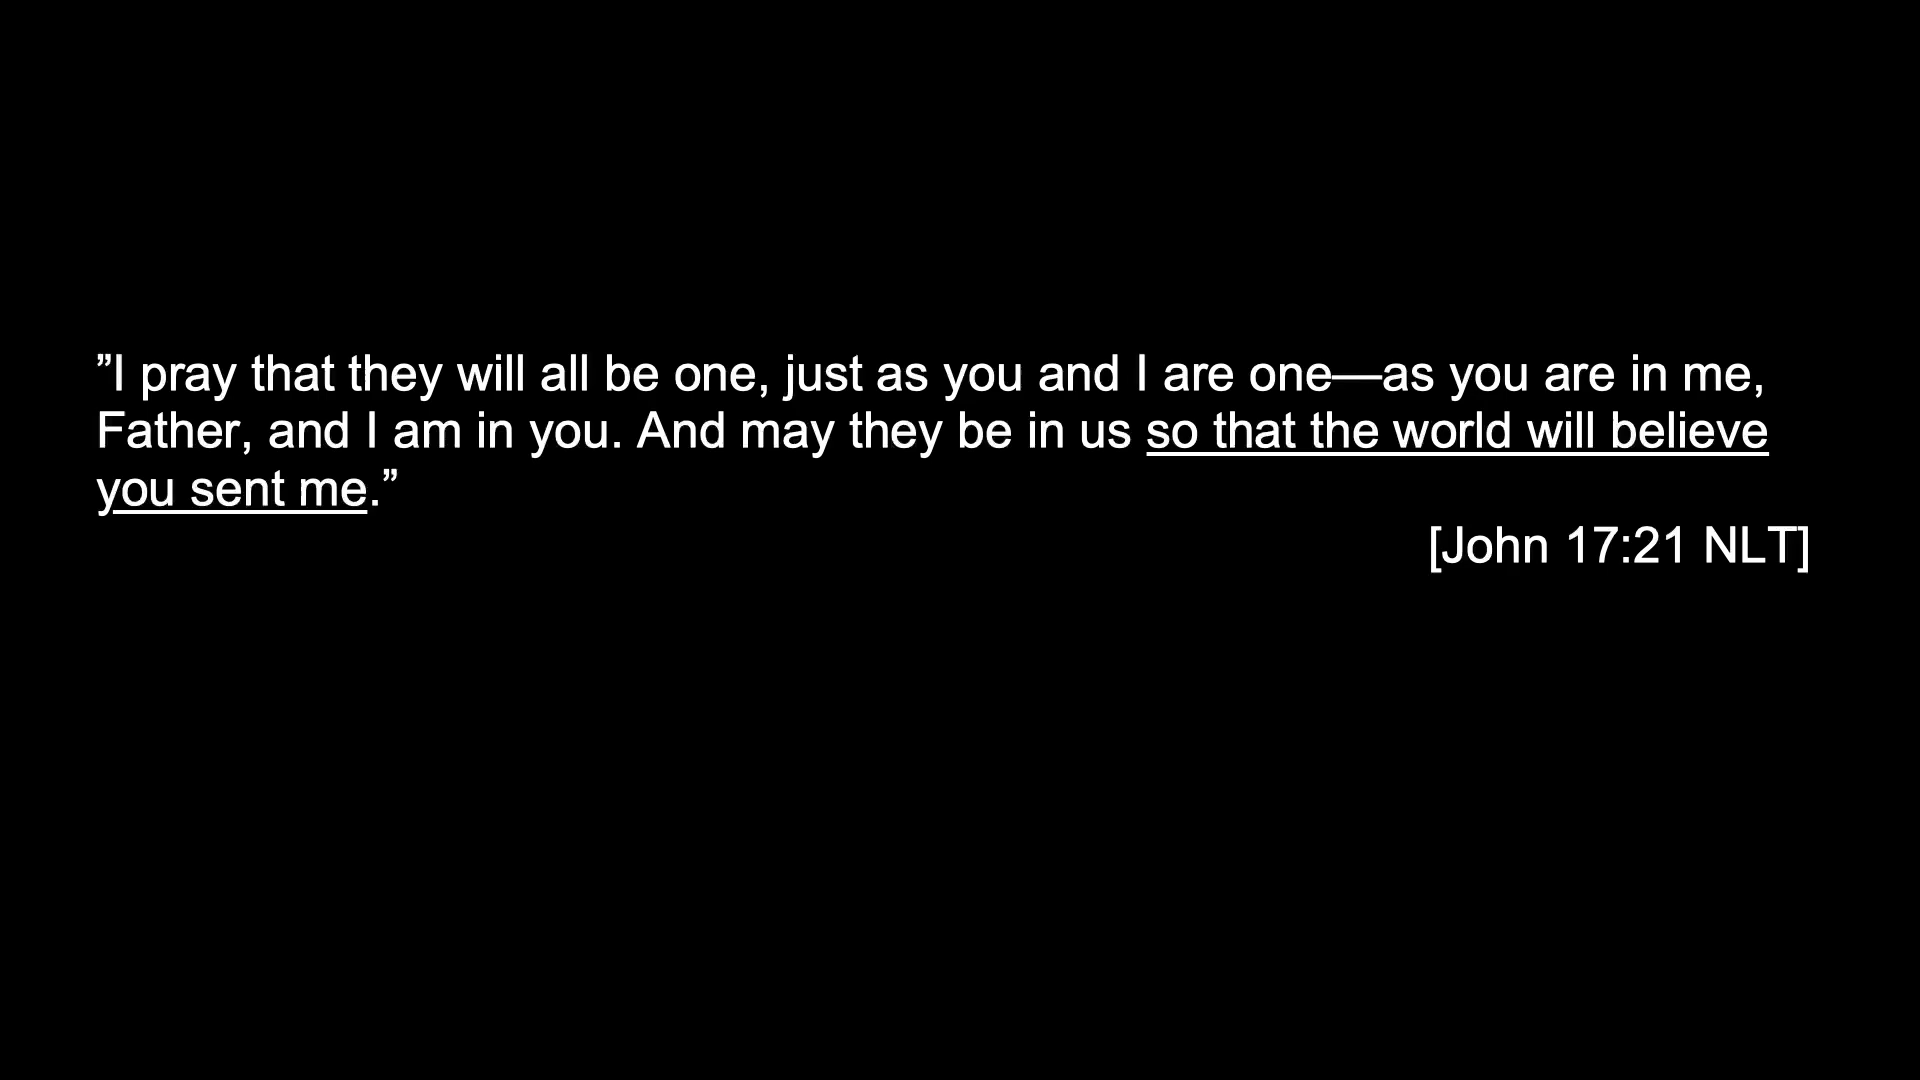 ”I pray that they will all be one, just as you and I are one—as you are in me,
Father, and I am in you. And may they be in us so that the world will believe
you sent me.”
[John 17:21 NLT]